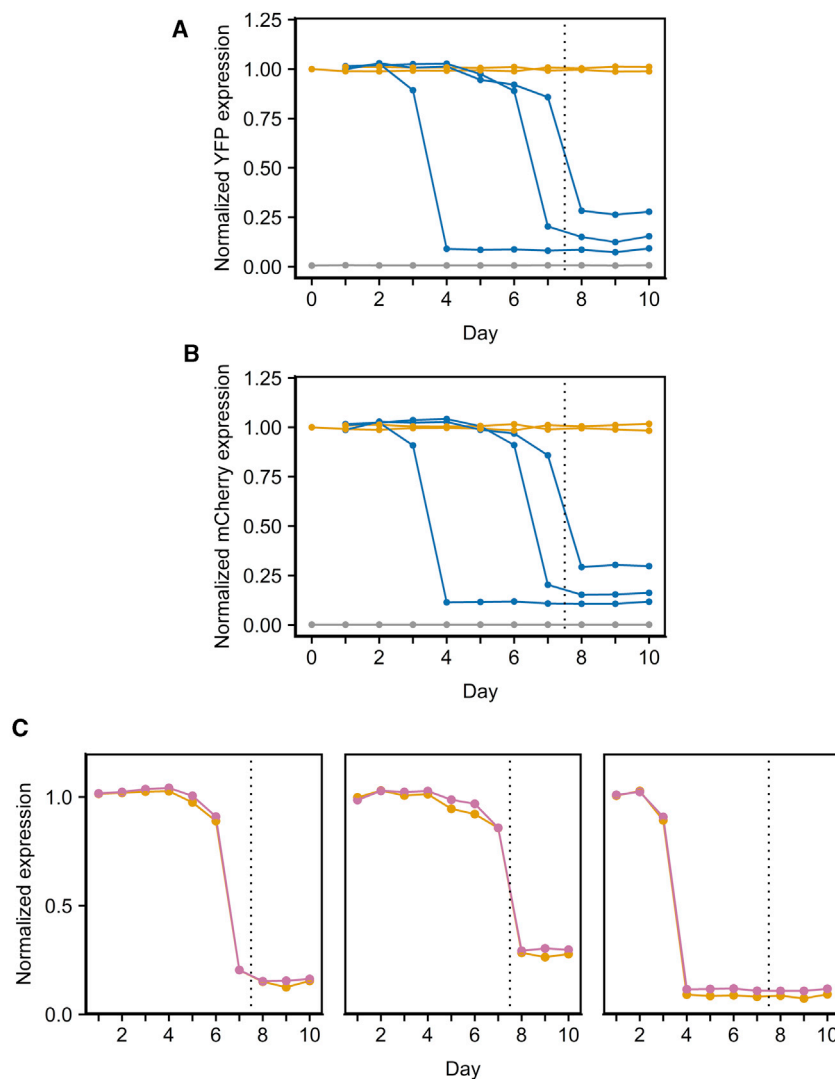 A
1.25
1.00
0.75
0.50
0.25
0.00
Normalized YFP expression
0 2 4 6 8 10
Day
B
1.25
1.00
0.75
0.50
0.25
0.00
Normalized mCherry expression
0 2 4 6 8 10
Day
C
1.0
0.5
0.0
Normalized expression
2 4 6 8 10 2 4 6 8 10 2 4 6 8 10
Day